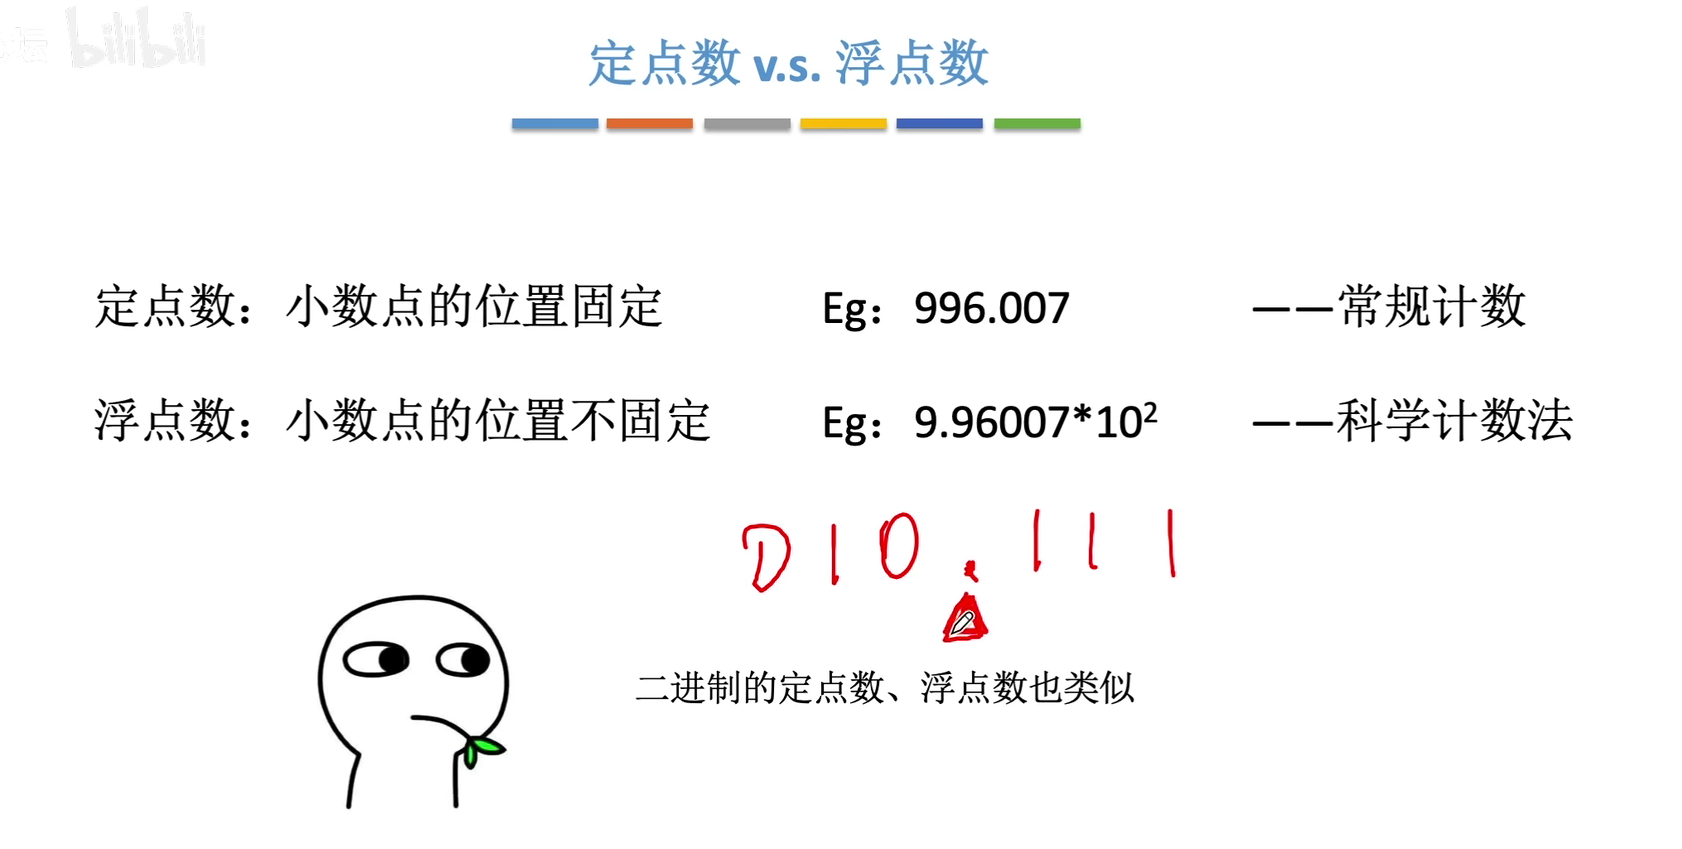 坛 bilibili
定点数 v.s. 浮点数
定点数：小数点的位置固定 Eg：996.007 ——常规计数
浮点数：小数点的位置不固定 Eg：9.96007*10² ——科学计数法
010.111
二进制的定点数、浮点数也类似